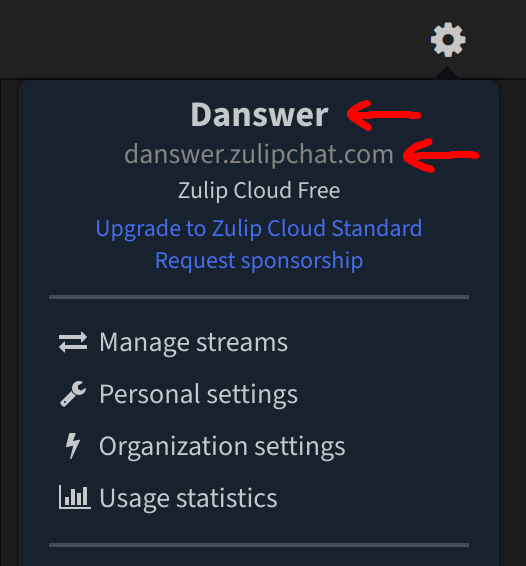 Danswer
danswer.zulipchat.com
Zulip Cloud Free
Upgrade to Zulip Cloud Standard
Request sponsorship
Manage streams
Personal settings
Organization settings
Usage statistics